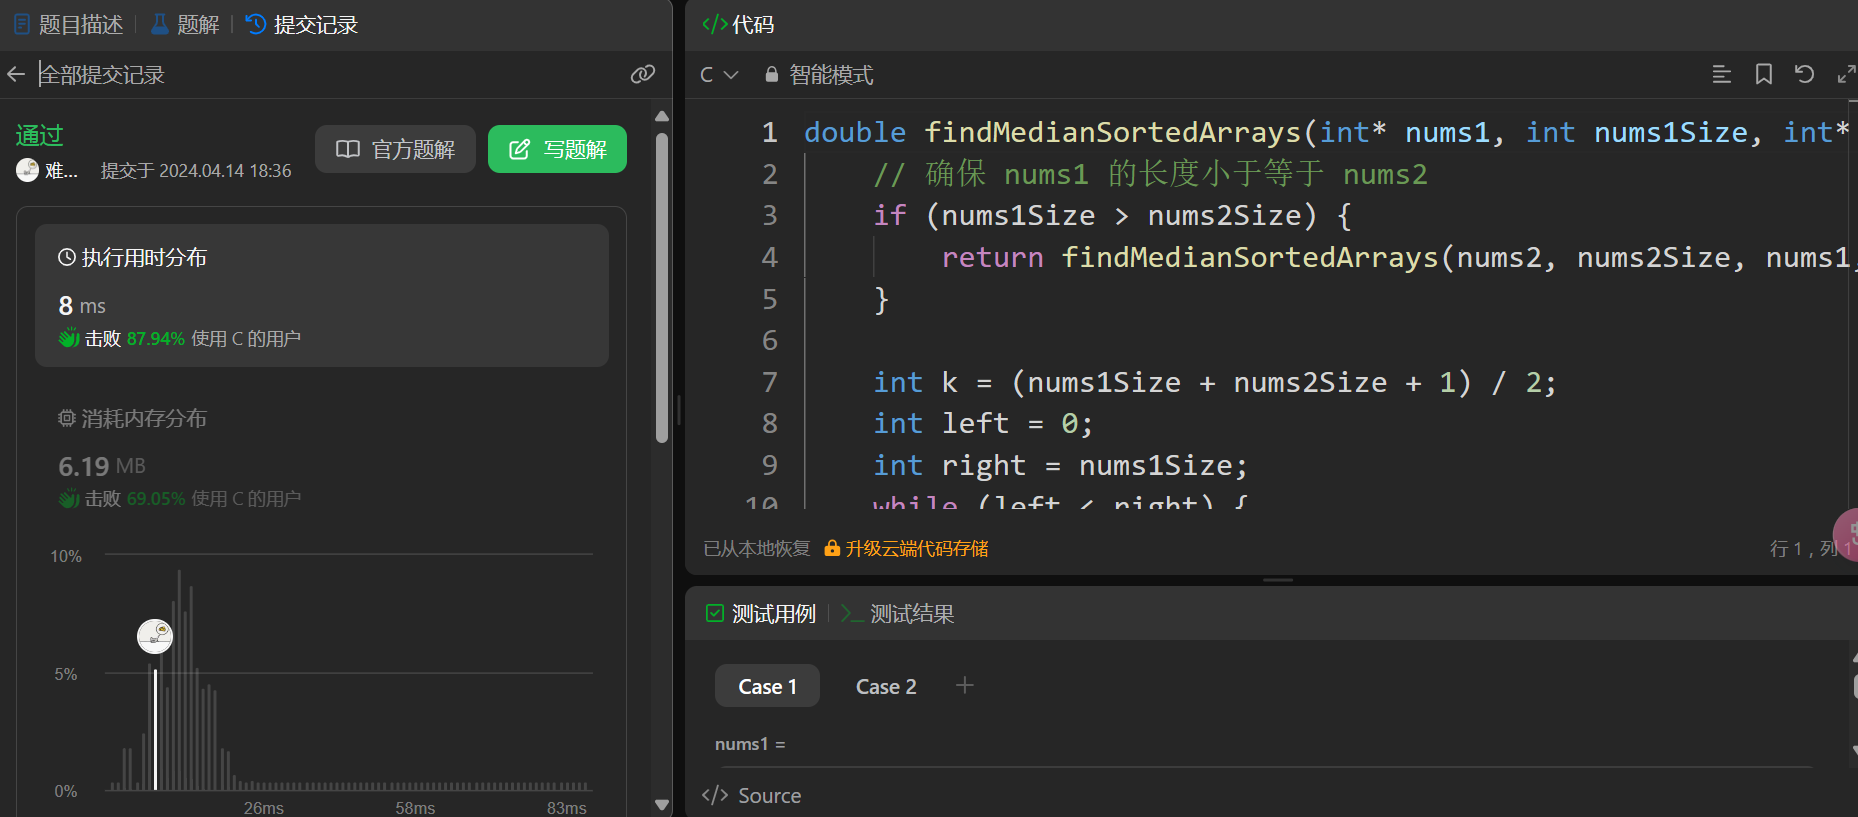 题目描述 题解 提交记录
全部提交记录
通过
难... 提交于 2024.04.14 18:36
官方题解
写题解
执行用时分布
8 ms
击败 87.94% 使用 C 的用户
消耗内存分布
6.19 MB
击败 69.05% 使用 C 的用户
10%
5%
0%
26ms 58ms 83ms
</> 代码
C 智能模式
1 double findMedianSortedArrays(int* nums1, int nums1Size, int*
2 // 确保 nums1 的长度小于等于 nums2
3 if (nums1Size > nums2Size) {
4 return findMedianSortedArrays(nums2, nums2Size, nums1,
5 }
6
7 int k = (nums1Size + nums2Size + 1) / 2;
8 int left = 0;
9 int right = nums1Size;
10 while (left < right) {
已从本地恢复 升级云端代码存储
行 1 , 列 1
测试用例 测试结果
Case 1 Case 2 +
nums1 =
</> Source